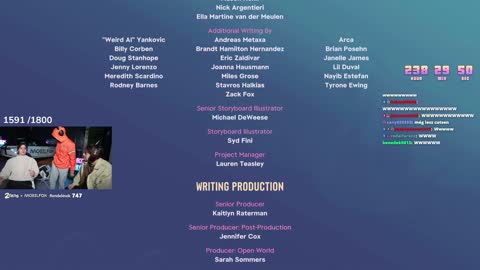 Nick Argentieri
Ella Martine van der Meulen
Additional Writing By
"Weird Al" Yankovic
Andreas Metaxa
Arca
Billy Corben
Brandt Hamilton Hernandez
Brian Posehn
Doug Stanhope
Eric Zaldivar
Janelle James
Jenny Lorenzo
Joanna Hausmann
Lil Duval
Meredith Scardino
Miles Grose
Nayib Estefan
Rodney Barnes
Stavros Halkias
Tyrone Ewing
Zack Fox
Senior Storyboard Illustrator
Michael DeWeese
Storyboard Illustrator
Syd Fini
Project Manager
Lauren Teasley
WRITING PRODUCTION
Senior Producer
Kaitlyn Raterman
Senior Producer: Post-Production
Jennifer Cox
Producer: Open World
Sarah Sommers
238 29 50
HOUR MIN SEC
1591 /1800
MOBILFOX
747